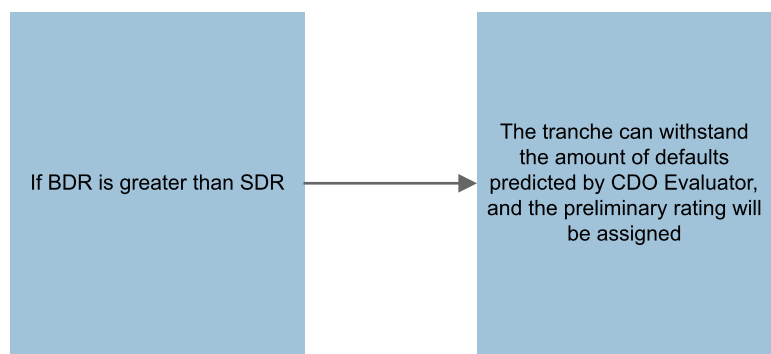 If BDR is greater than SDR
The tranche can withstand
the amount of defaults
predicted by CDO Evaluator,
and the preliminary rating will
be assigned